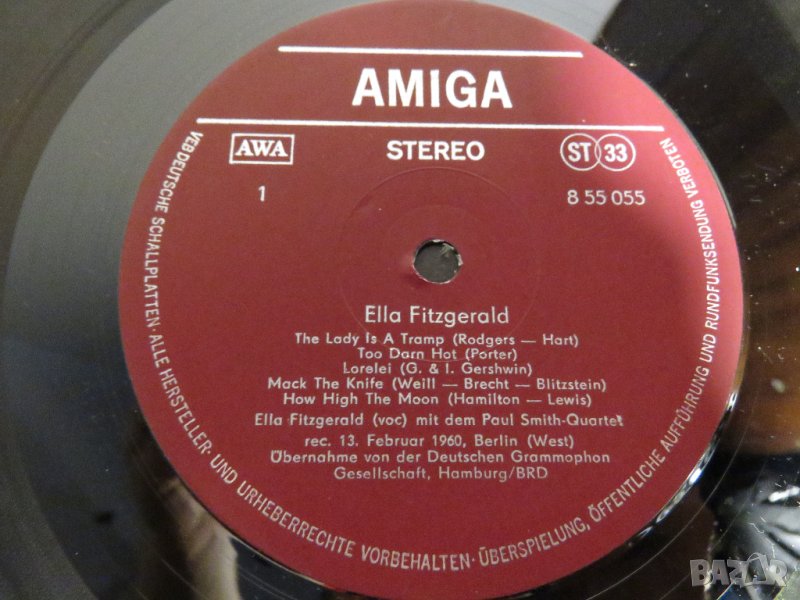 AMIGA
AWA
STEREO
ST 33
1
8 55 055
Ella Fitzgerald
The Lady Is A Tramp (Rodgers — Hart)
Too Darn Hot (Porter)
Lorelei (G. & I. Gershwin)
Mack The Knife (Weill — Brecht — Blitzstein)
How High The Moon (Hamilton — Lewis)
Ella Fitzgerald (voc) mit dem Paul Smith-Quartet
rec. 13. Februar 1960, Berlin (West)
Übernahme von der Deutschen Grammophon
Gesellschaft, Hamburg/BRD
VEB DEUTSCHE SCHALLPLATTEN · ALLE HERSTELLER- UND URHEBERRECHTE VORBEHALTEN · ÜBERSPIELUNG, ÖFFENTLICHE AUFFÜHRUNG UND RUNDFUNKSENDUNG VERBOTEN
BAZAR